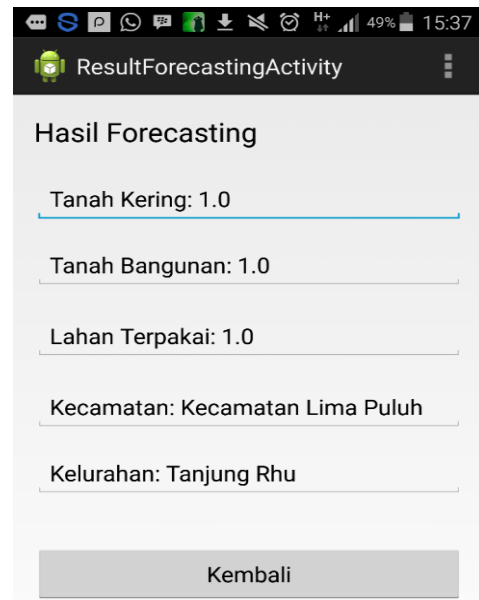 H+ 49% 15:37
ResultForecastingActivity
Hasil Forecasting
Tanah Kering: 1.0
Tanah Bangunan: 1.0
Lahan Terpakai: 1.0
Kecamatan: Kecamatan Lima Puluh
Kelurahan: Tanjung Rhu
Kembali